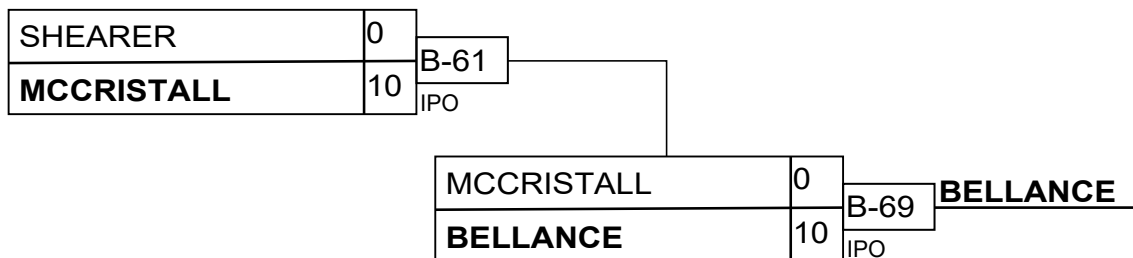 SHEARER 0
B-61
MCCRISTALL 10
IPO
MCCRISTALL 0
B-69 BELLANCE
BELLANCE 10
IPO